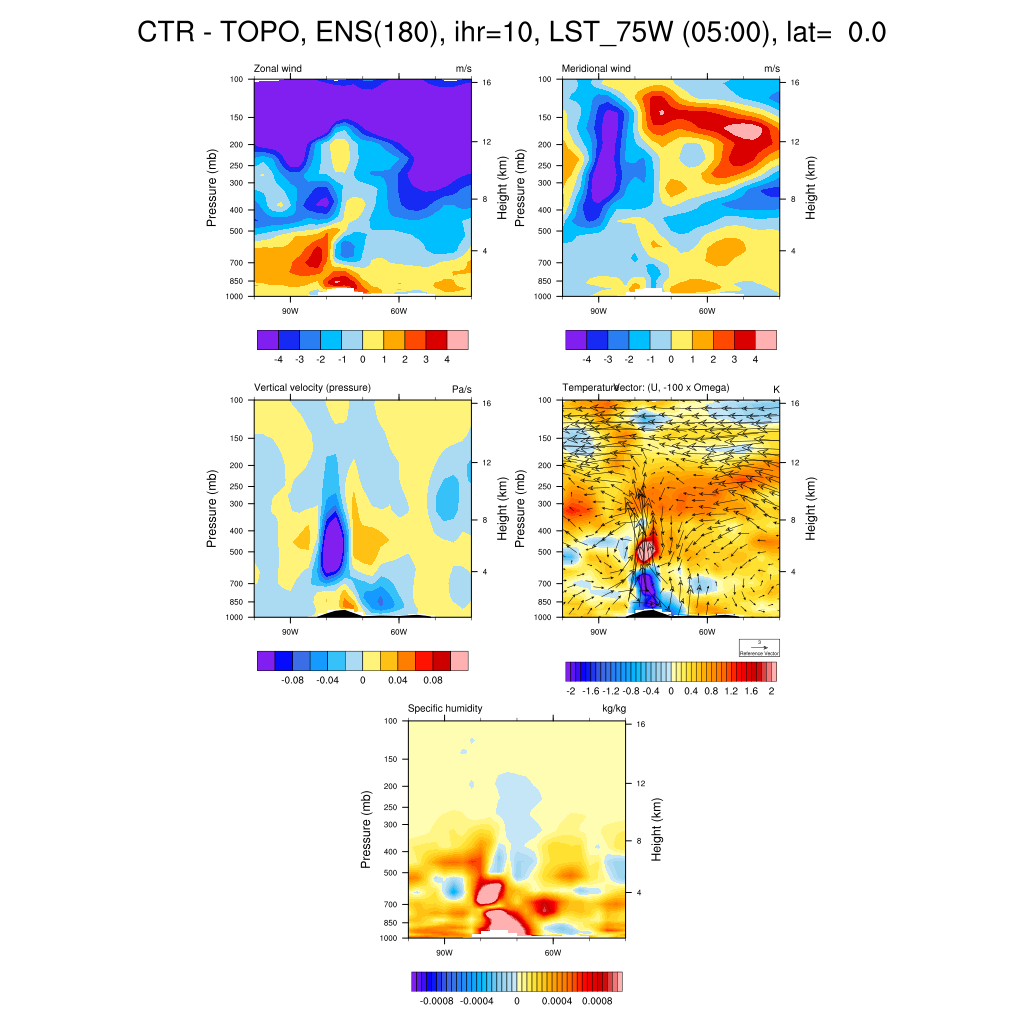 CTR - TOPO, ENS(180), ihr=10, LST_75W (05:00), lat=  0.0
Zonal wind m/s
Meridional wind m/s
Pressure (mb)
100
150
200
250
300
400
500
700
850
1000
90W 60W
16
12
8
4
Height (km)
-4 -3 -2 -1 0 1 2 3 4
Pressure (mb)
100
150
200
250
300
400
500
700
850
1000
90W 60W
16
12
8
4
Height (km)
-4 -3 -2 -1 0 1 2 3 4
Vertical velocity (pressure) Pa/s
Temperature Vector: (U, -100 x Omega) K
Pressure (mb)
100
150
200
250
300
400
500
700
850
1000
90W 60W
16
12
8
4
Height (km)
-0.08 -0.04 0 0.04 0.08
Pressure (mb)
100
150
200
250
300
400
500
700
850
1000
90W 60W
16
12
8
4
Height (km)
3
Reference Vector
-2 -1.6 -1.2 -0.8 -0.4 0 0.4 0.8 1.2 1.6 2
Specific humidity kg/kg
Pressure (mb)
100
150
200
250
300
400
500
700
850
1000
90W 60W
16
12
8
4
Height (km)
-0.0008 -0.0004 0 0.0004 0.0008